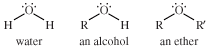 O O O
H H R H R R′
water an alcohol an ether